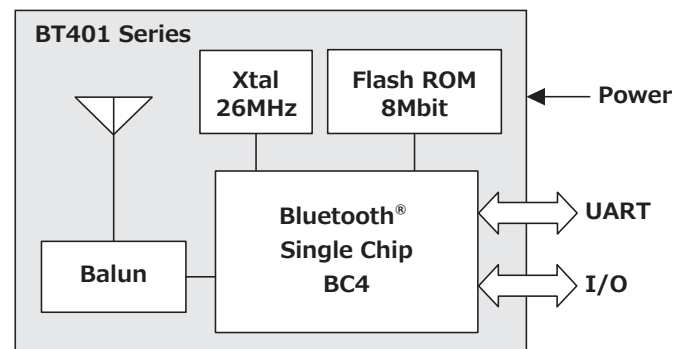 BT401 Series
Xtal
26MHz
Flash ROM
8Mbit
Power
Bluetooth®
Single Chip
BC4
UART
Balun
I/O